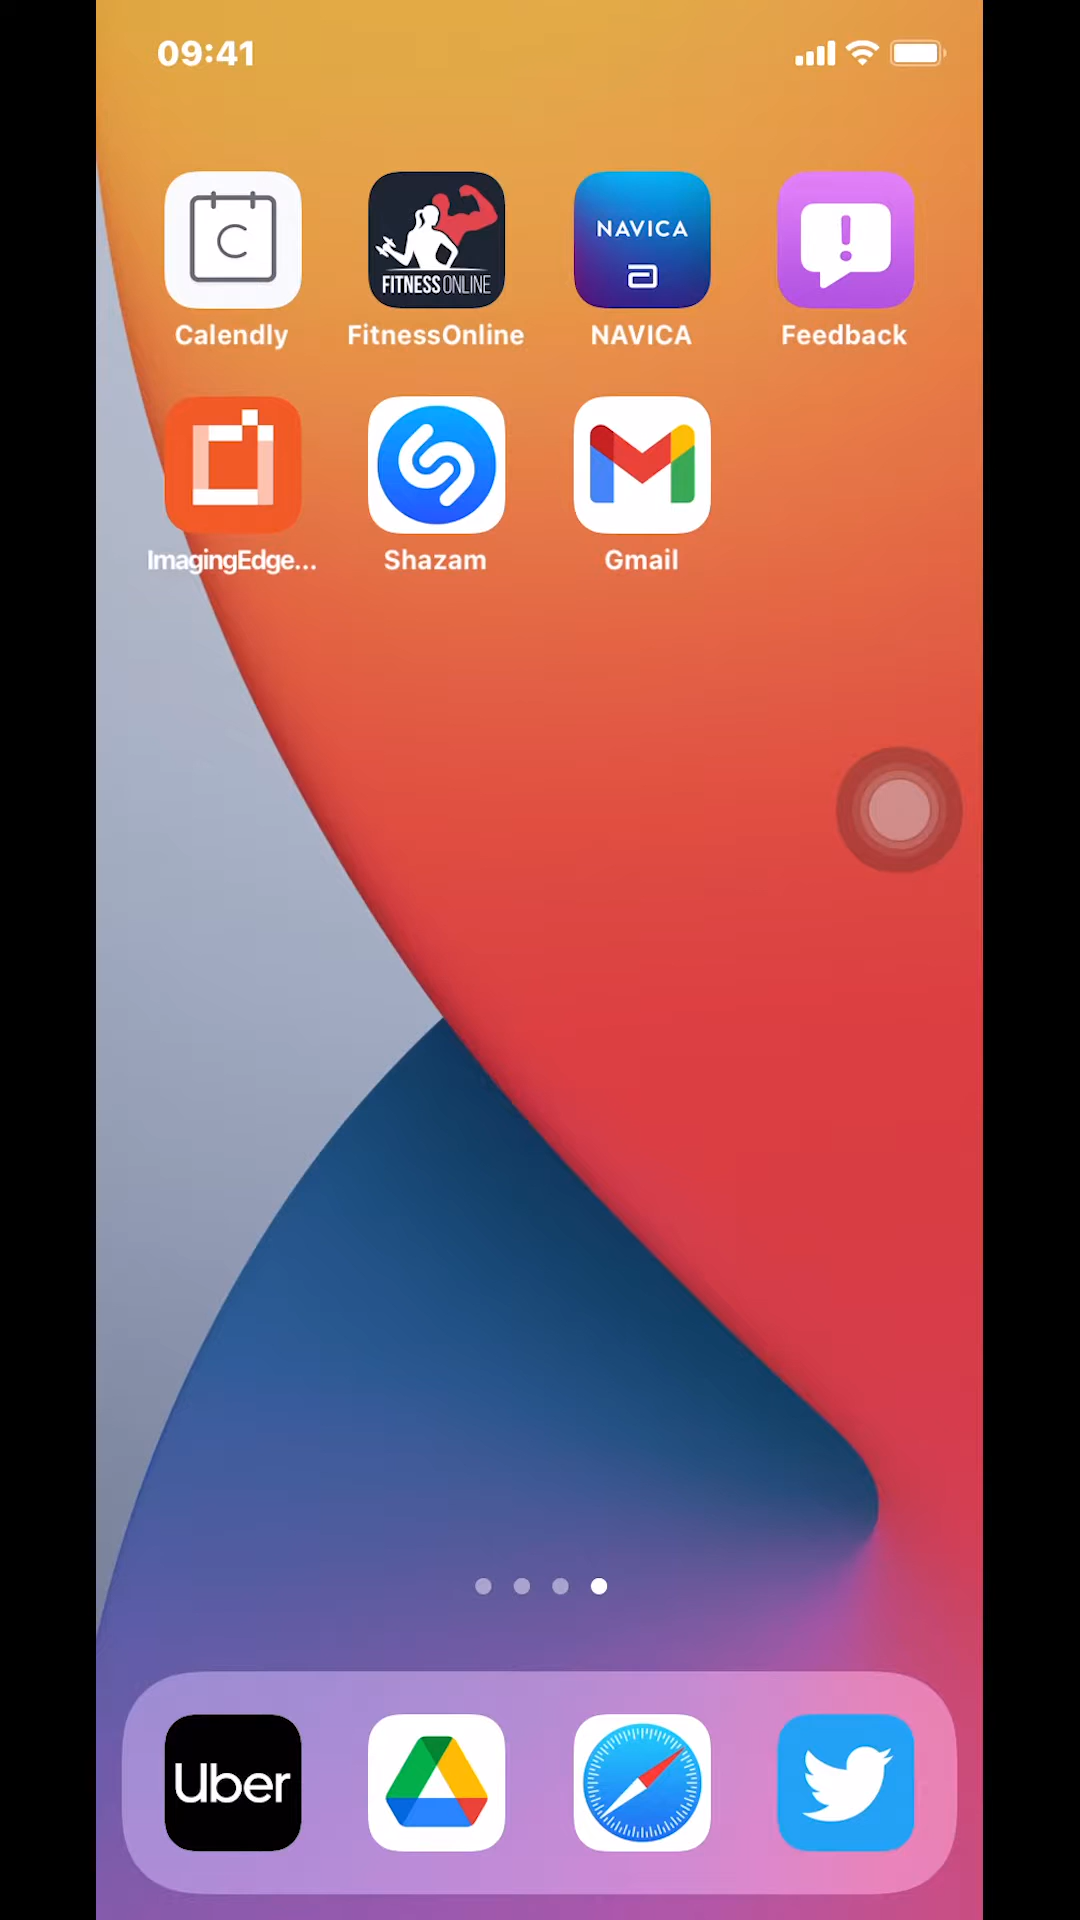 09:41
C
FITNESS ONLINE
NAVICA
Calendly
FitnessOnline
NAVICA
Feedback
ImagingEdge...
Shazam
Gmail
Uber